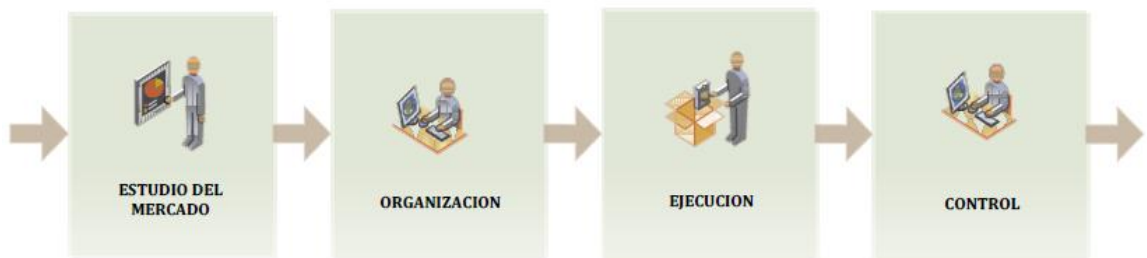 ESTUDIO DEL
MERCADO
ORGANIZACION
EJECUCION
CONTROL